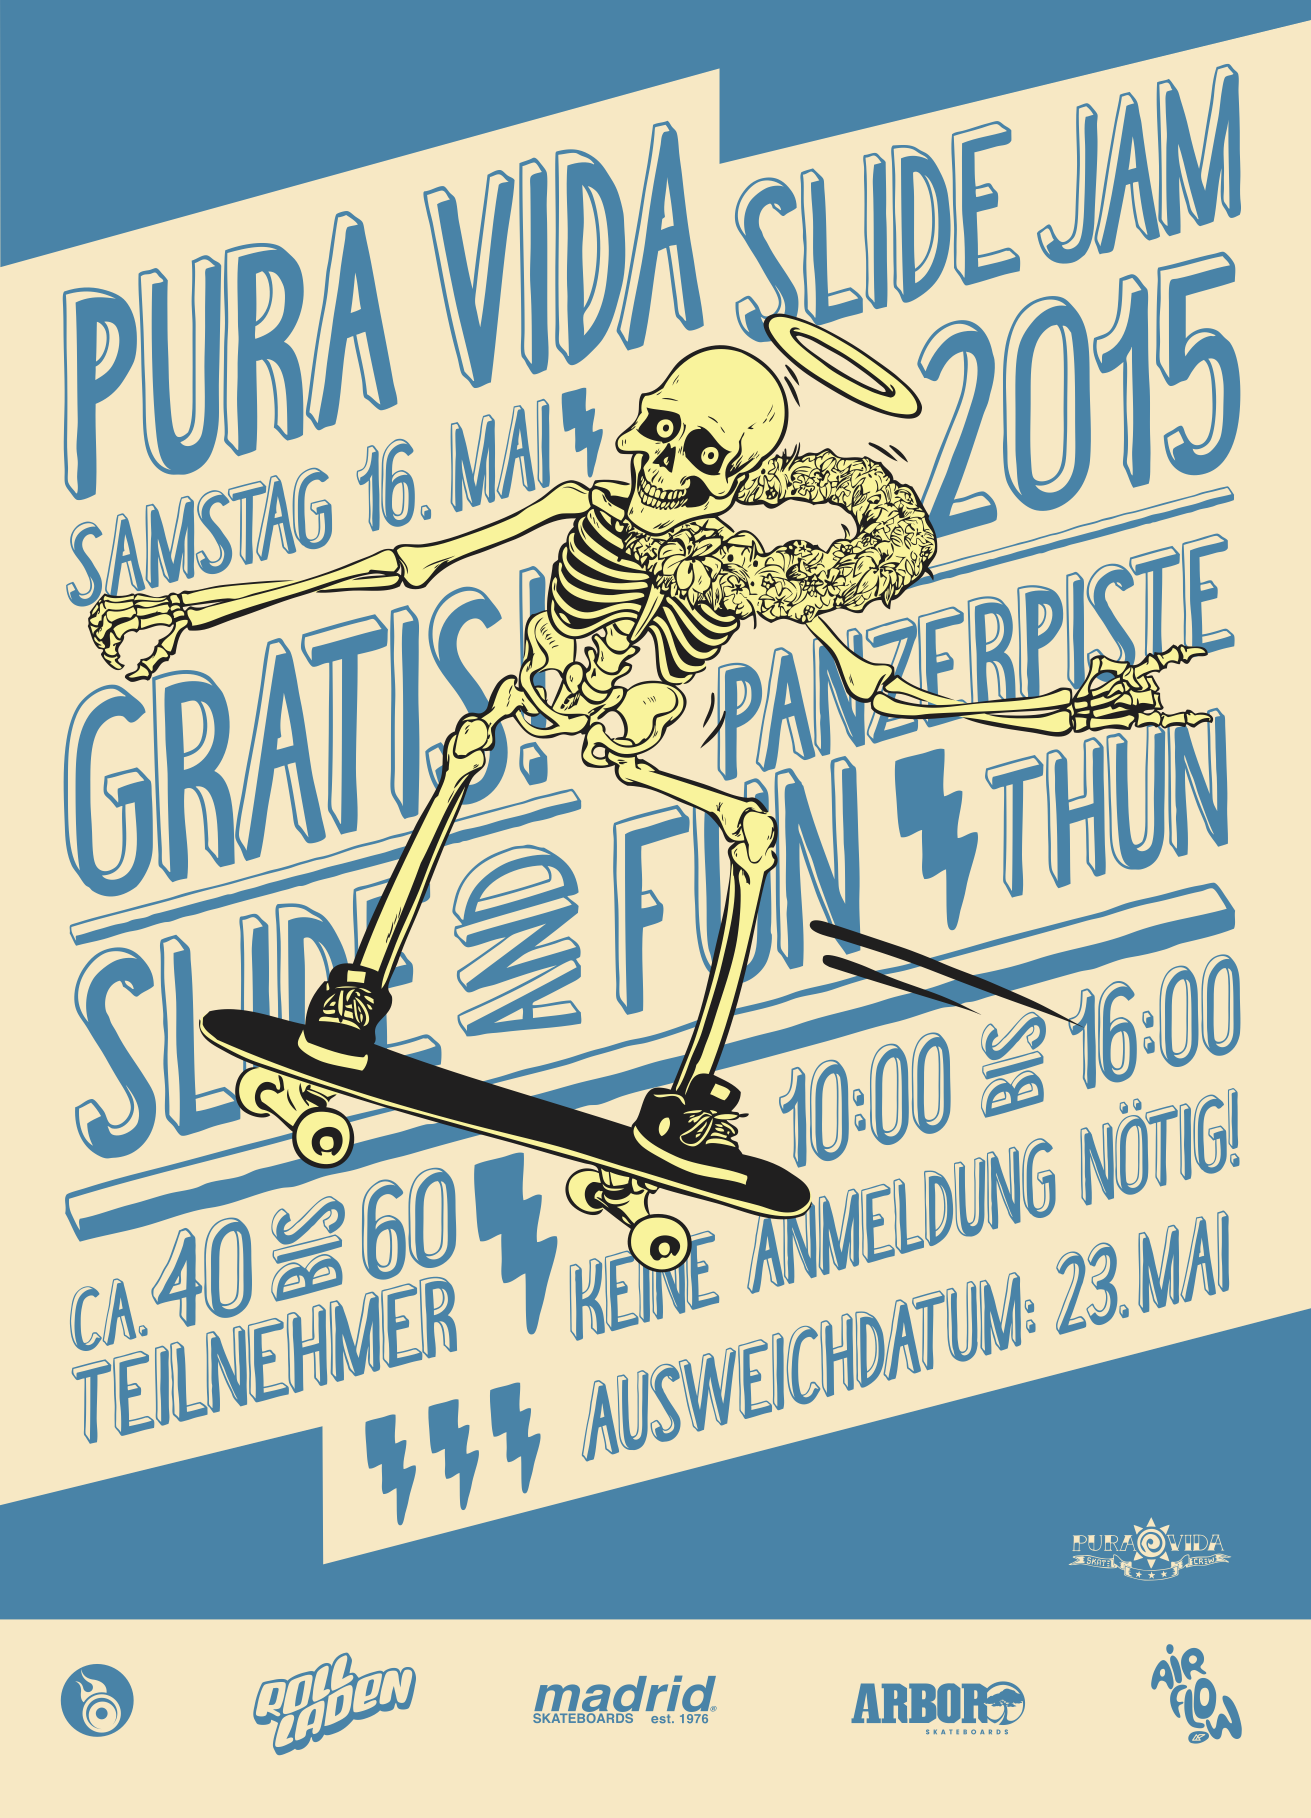 PURA VIDA SLIDE JAM
2015
SAMSTAG 16. MAI
GRATIS!
PANZERPISTE
THUN
SLIDE AND FUN
10:00 BIS 16:00
CA. 40 BIS 60
TEILNEHMER
KEINE ANMELDUNG NÖTIG!
AUSWEICHDATUM: 23. MAI
PURA VIDA
SKATE CREW
ROLL
LADEN
madrid®
SKATEBOARDS est. 1976
ARBOR
SKATEBOARDS
AIR
FLOW